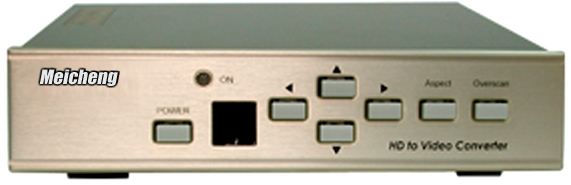 Meicheng
ON
POWER
Aspect
Overscan
HD to Video Converter